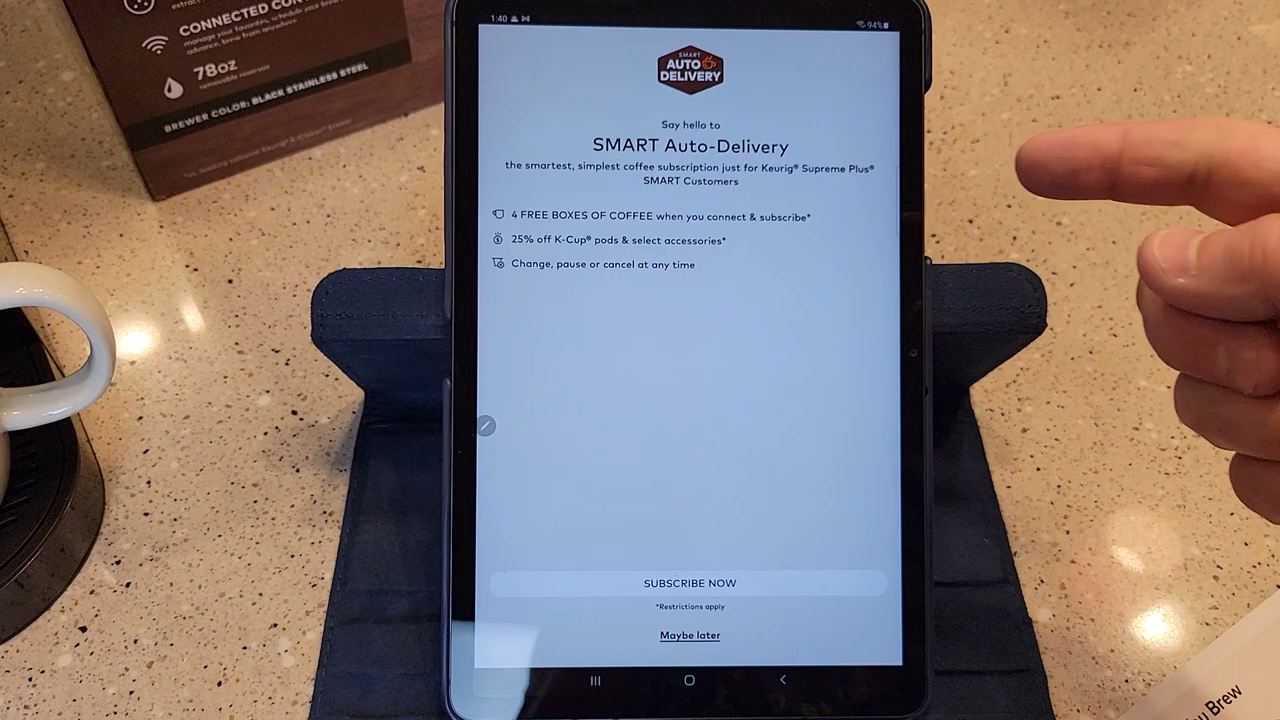 CONNECTED
manage your favorites, schedule your
advance, brew from anywhere
78oz
removable reservoir
BREWER COLOR: BLACK STAINLESS STEEL
1:40
94%
SMART
AUTO
DELIVERY
Say hello to
SMART Auto-Delivery
the smartest, simplest coffee subscription just for Keurig® Supreme Plus®
SMART Customers
4 FREE BOXES OF COFFEE when you connect & subscribe*
25% off K-Cup® pods & select accessories*
Change, pause or cancel at any time
SUBSCRIBE NOW
*Restrictions apply
Maybe later
Brew